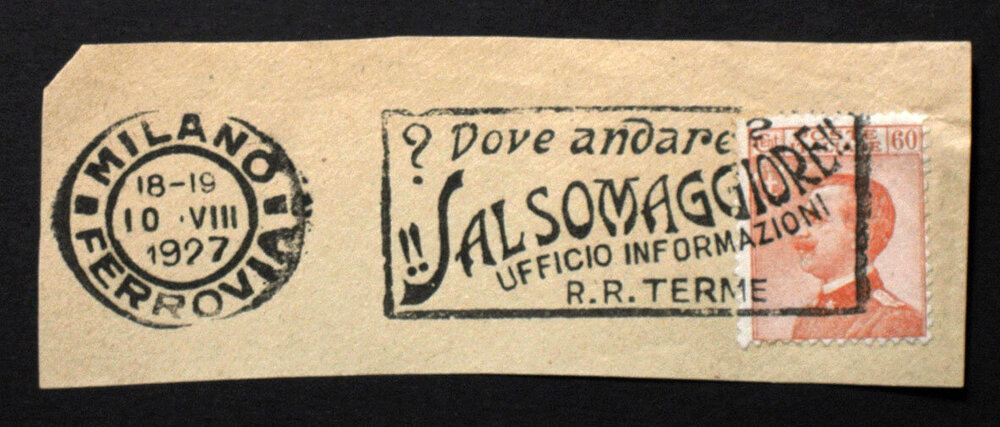 MILANO
18-19
10 · VIII
1927
FERROVIA
? Dove andare ?
!! SALSOMAGGIORE!!
UFFICIO INFORMAZIONI
R.R. TERME
60